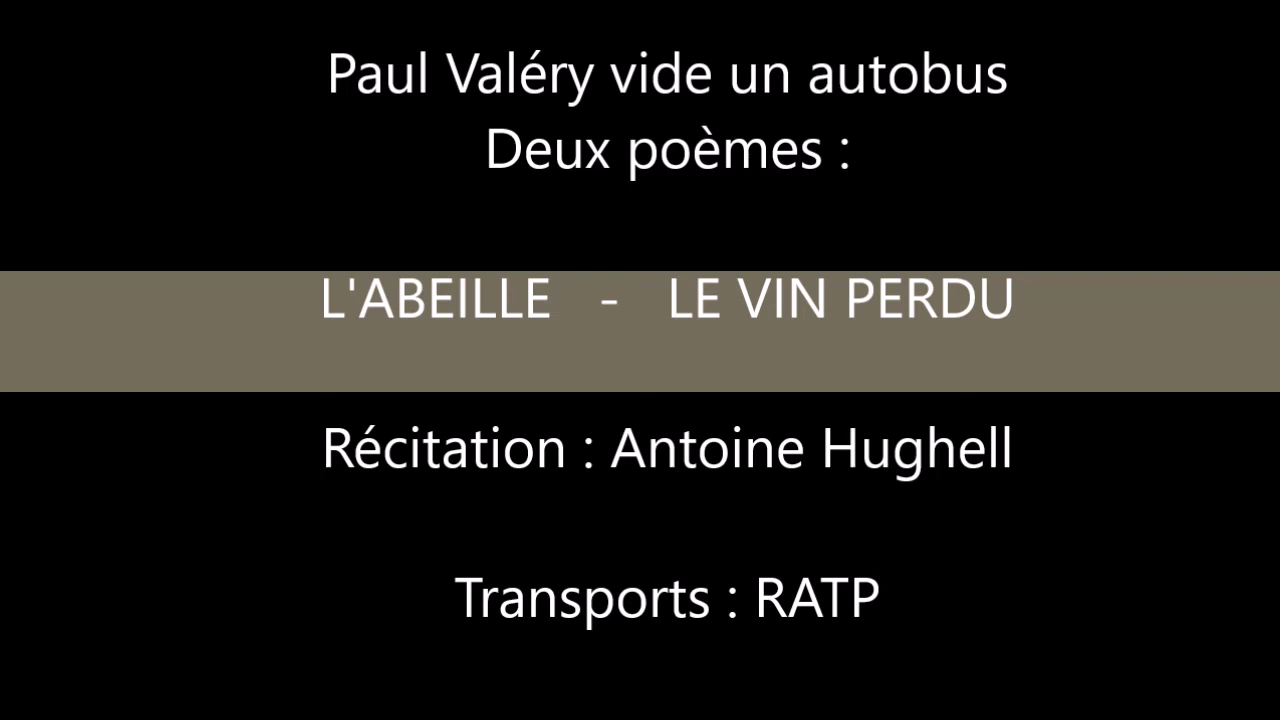 Paul Valéry vide un autobus
Deux poèmes :
L'ABEILLE - LE VIN PERDU
Récitation : Antoine Hughell
Transports : RATP